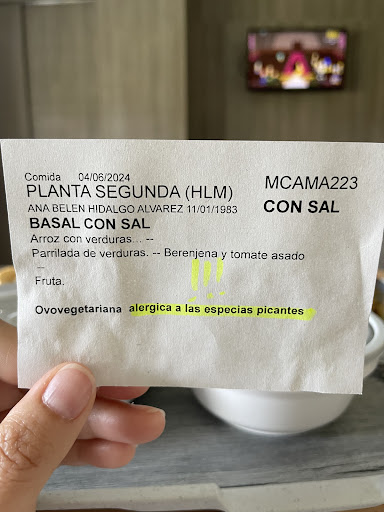 Comida 04/06/2024
PLANTA SEGUNDA (HLM) MCAMA223
ANA BELEN HIDALGO ALVAREZ 11/01/1983 CON SAL
BASAL CON SAL
Arroz con verduras... --
Parrilada de verduras. -- Berenjena y tomate asado
--
!!!
Fruta.
Ovovegetariana alergica a las especias picantes